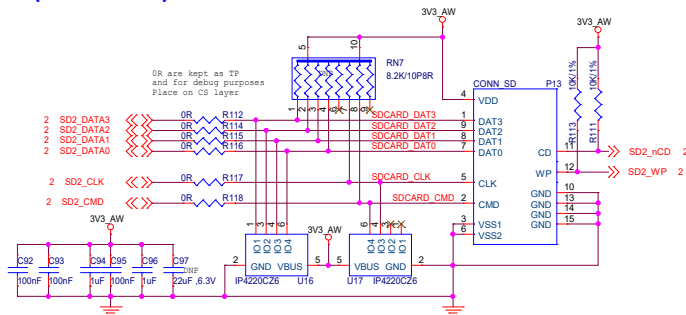 3V3_AW
3V3_AW
5
10
RN7
8.2K/10P8R
DNP
0R are kept as TP
and for debug purposes
Place on CS layer
1
2
3
4
6
7
8
9
CONN_SD
P13
10K/1%
10K/1%
R113
R111
4
VDD
2 SD2_DATA3
0R
R112
SDCARD_DAT3
1
DAT3
2 SD2_DATA2
0R
R114
SDCARD_DAT2
9
DAT2
2 SD2_DATA1
0R
R115
SDCARD_DAT1
8
DAT1
2 SD2_DATA0
0R
R116
SDCARD_DAT0
7
DAT0
CD
11
SD2_nCD 2
WP
12
SD2_WP 2
2 SD2_CLK
0R
R117
SDCARD_CLK
5
CLK
2 SD2_CMD
0R
R118
SDCARD_CMD
2
CMD
GND
10
GND
13
GND
14
GND
15
3
VSS1
6
VSS2
3V3_AW
C92
100nF
C93
100nF
C94
1uF
C95
100nF
C96
1uF
C97
DNP
22uF ,6.3V
1
3
4
6
IO1
IO2
IO3
IO4
2
GND
VBUS
5
IP4220CZ6
U16
3V3_AW
6
4
3
1
IO4
IO3
IO2
IO1
5
VBUS
GND
2
U17
IP4220CZ6